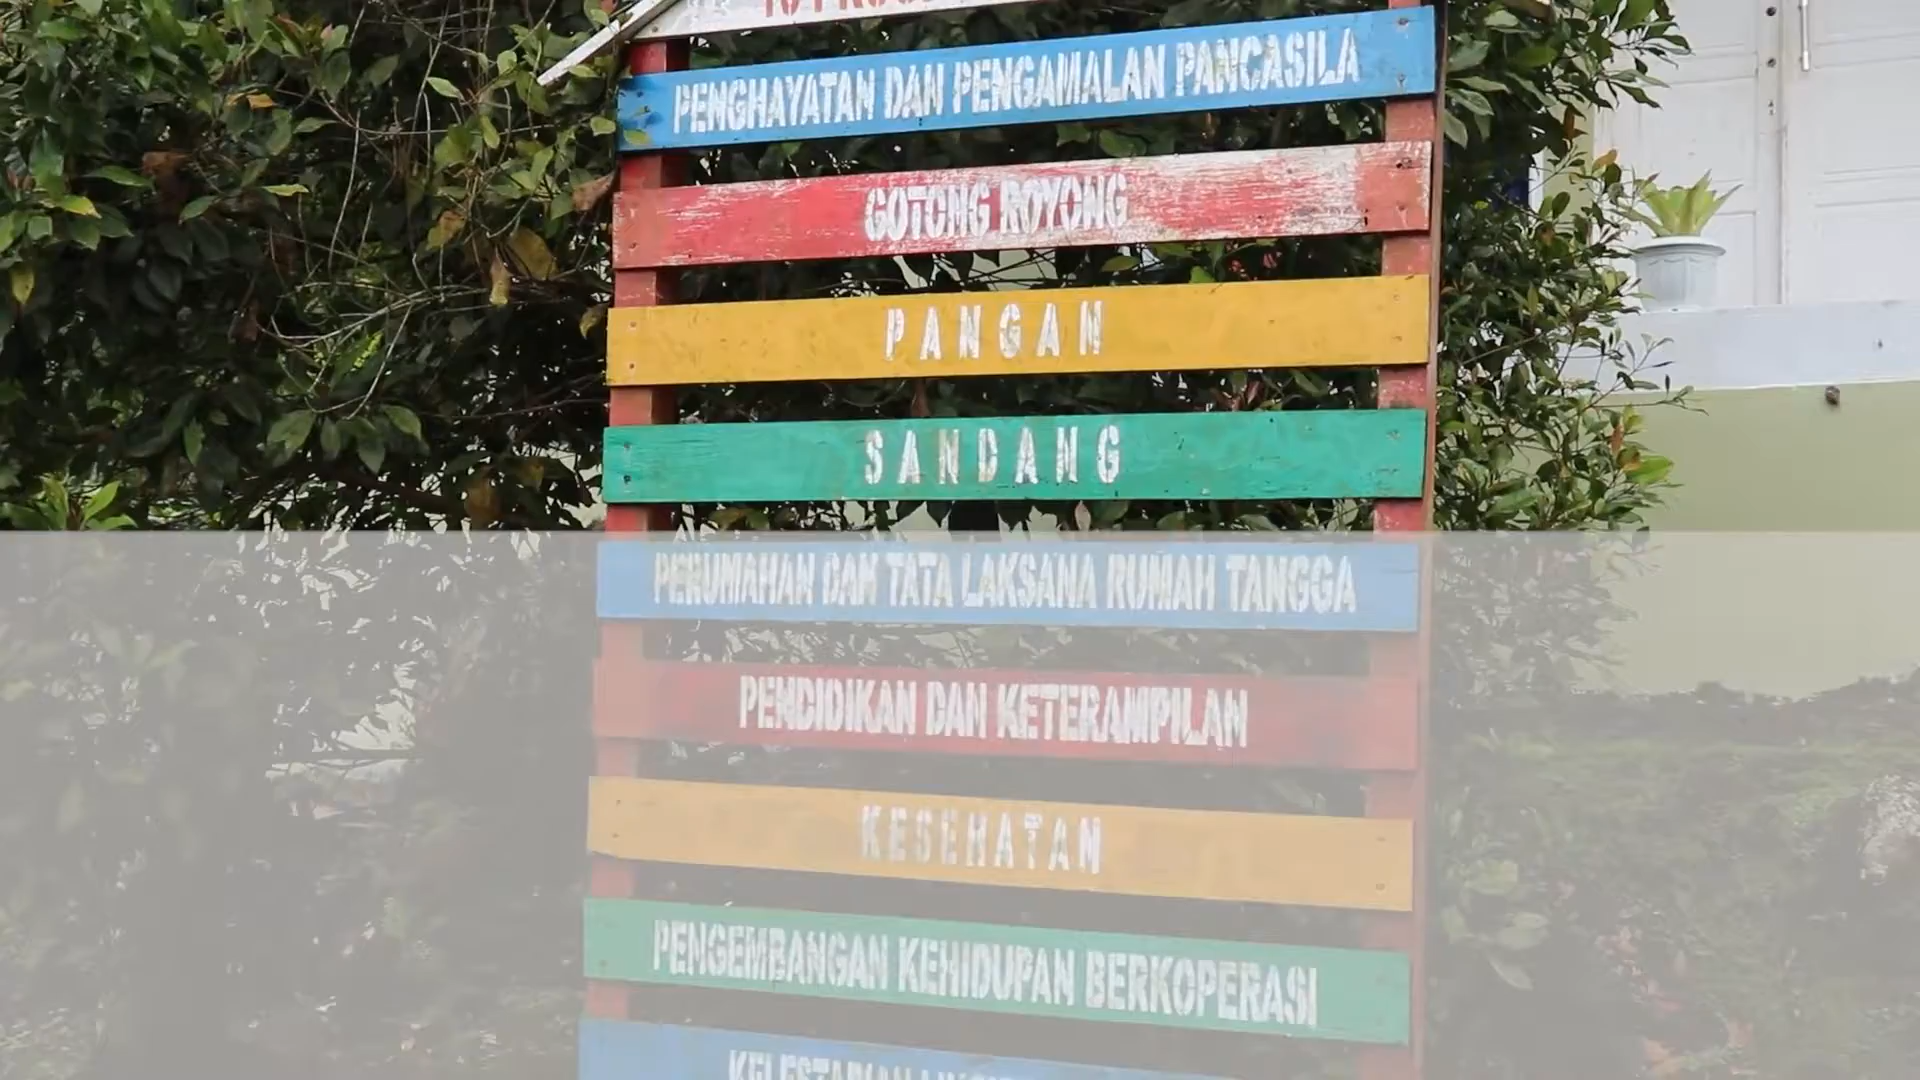 PENGHAYATAN DAN PENGAMALAN PANCASILA
GOTONG ROYONG
PANGAN
SANDANG
PERUMAHAN DAN TATA LAKSANA RUMAH TANGGA
PENDIDIKAN DAN KETERAMPILAN
KESEHATAN
PENGEMBANGAN KEHIDUPAN BERKOPERASI